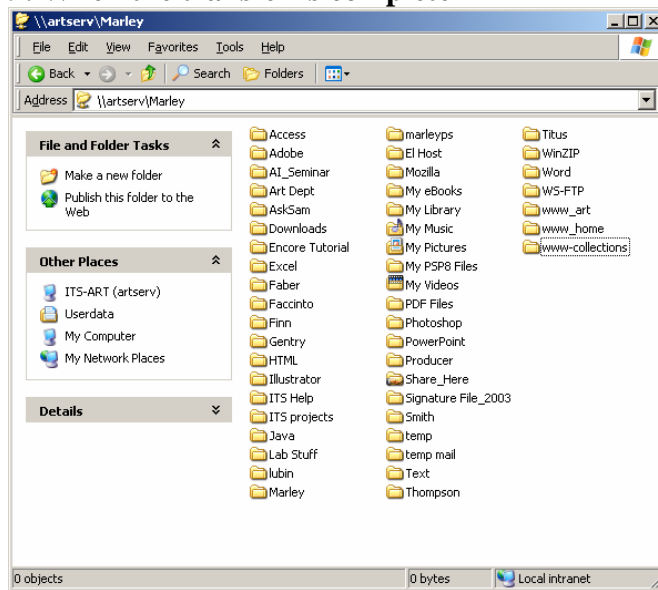 \\artserv\Marley
File Edit View Favorites Tools Help
Back Search Folders
Address \\artserv\Marley
File and Folder Tasks
Make a new folder
Publish this folder to the
Web
Other Places
ITS-ART (artserv)
Userdata
My Computer
My Network Places
Details
Access
Adobe
AI_Seminar
Art Dept
AskSam
Downloads
Encore Tutorial
Excel
Faber
Faccinto
Finn
Gentry
HTML
Illustrator
ITS Help
ITS projects
Java
Lab Stuff
lubin
Marley
marleyps
El Host
Mozilla
My eBooks
My Library
My Music
My Pictures
My PSP8 Files
My Videos
PDF Files
Photoshop
PowerPoint
Producer
Share_Here
Signature File_2003
Smith
temp
temp mail
Text
Thompson
Titus
WinZIP
Word
WS-FTP
www_art
www_home
www-collections
0 objects 0 bytes Local intranet